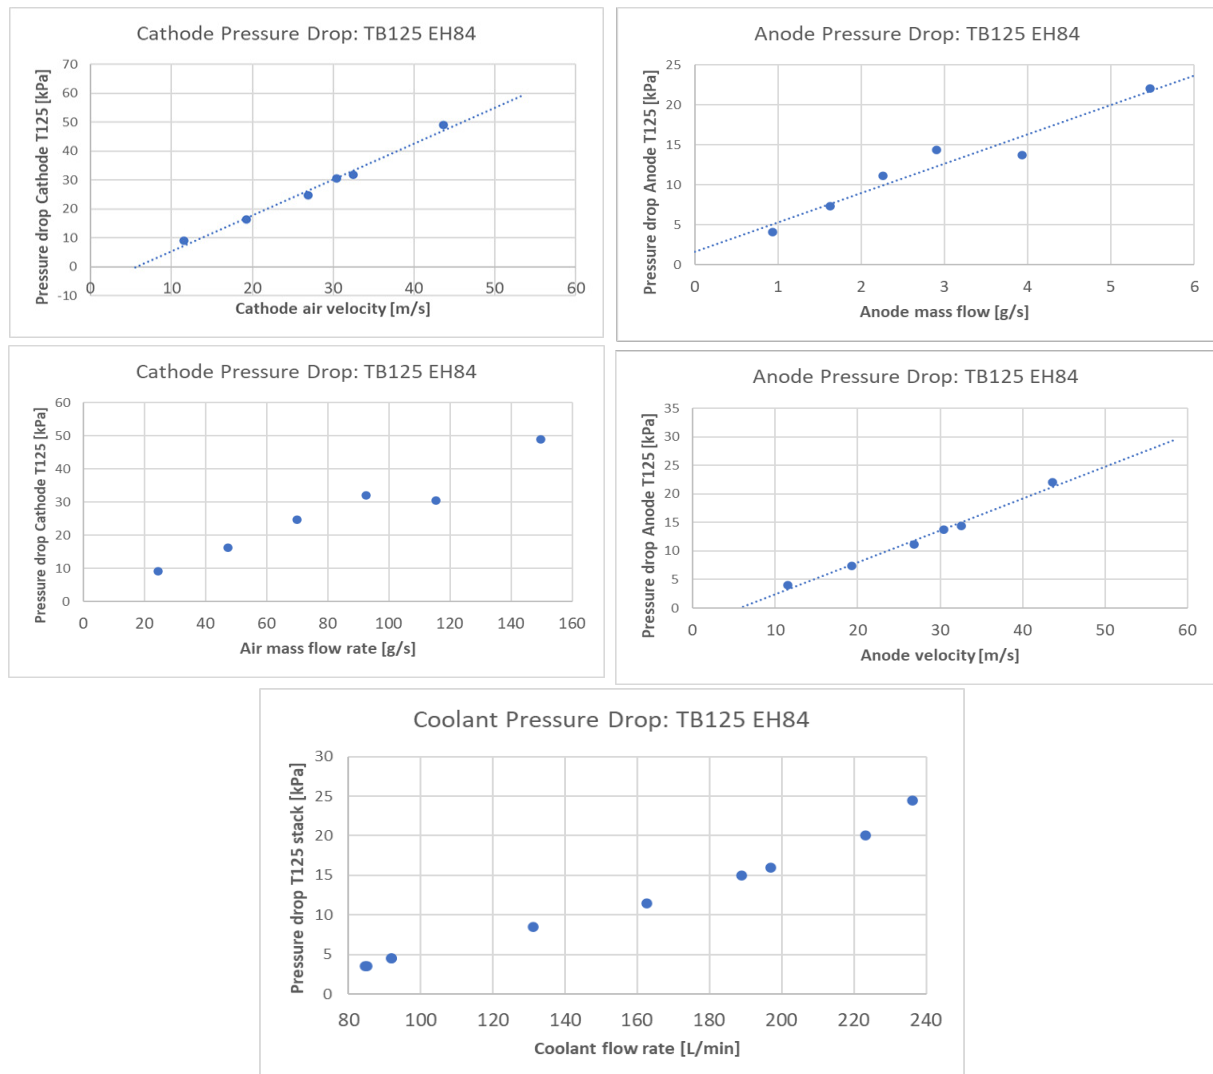 Cathode Pressure Drop: TB125 EH84
Pressure drop Cathode T125 [kPa]
70
60
50
40
30
20
10
0
-10
0 10 20 30 40 50 60
Cathode air velocity [m/s]
Anode Pressure Drop: TB125 EH84
Pressure drop Anode T125 [kPa]
25
20
15
10
5
0
0 1 2 3 4 5 6
Anode mass flow [g/s]
Cathode Pressure Drop: TB125 EH84
Pressure drop Cathode T125 [kPa]
60
50
40
30
20
10
0
0 20 40 60 80 100 120 140 160
Air mass flow rate [g/s]
Anode Pressure Drop: TB125 EH84
Pressure drop Anode T125 [kPa]
35
30
25
20
15
10
5
0
0 10 20 30 40 50 60
Anode velocity [m/s]
Coolant Pressure Drop: TB125 EH84
Pressure drop T125 stack [kPa]
30
25
20
15
10
5
0
80 100 120 140 160 180 200 220 240
Coolant flow rate [L/min]